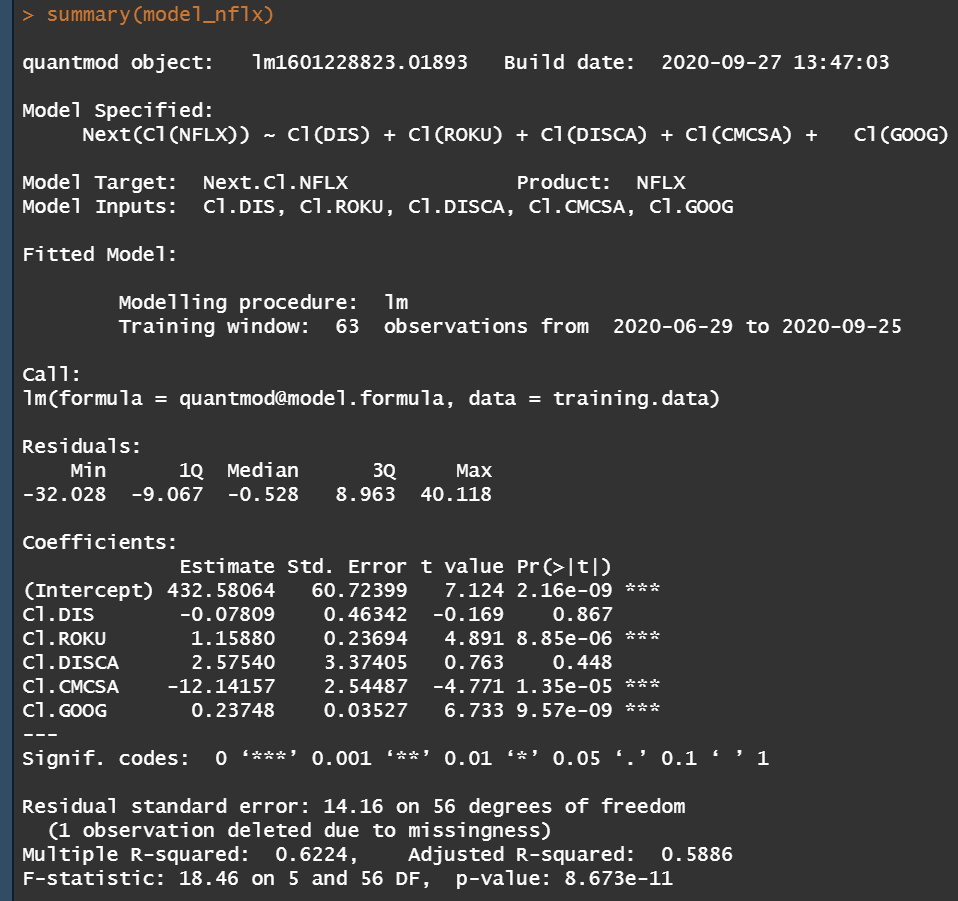 > summary(model_nflx)
quantmod object:   lm1601228823.01893   Build date:  2020-09-27 13:47:03
Model Specified:
     Next(Cl(NFLX)) ~ Cl(DIS) + Cl(ROKU) + Cl(DISCA) + Cl(CMCSA) +   Cl(GOOG)
Model Target:  Next.Cl.NFLX              Product:  NFLX
Model Inputs:  Cl.DIS, Cl.ROKU, Cl.DISCA, Cl.CMCSA, Cl.GOOG
Fitted Model:
        Modelling procedure:  lm
        Training window:  63  observations from  2020-06-29 to 2020-09-25
Call:
lm(formula = quantmod@model.formula, data = training.data)
Residuals:
    Min      1Q  Median      3Q     Max
-32.028  -9.067  -0.528   8.963  40.118
Coefficients:
             Estimate Std. Error t value Pr(>|t|)
(Intercept) 432.58064   60.72399   7.124 2.16e-09 ***
Cl.DIS       -0.07809    0.46342  -0.169    0.867
Cl.ROKU       1.15880    0.23694   4.891 8.85e-06 ***
Cl.DISCA      2.57540    3.37405   0.763    0.448
Cl.CMCSA    -12.14157    2.54487  -4.771 1.35e-05 ***
Cl.GOOG       0.23748    0.03527   6.733 9.57e-09 ***
---
Signif. codes:  0 ‘***’ 0.001 ‘**’ 0.01 ‘*’ 0.05 ‘.’ 0.1 ‘ ’ 1
Residual standard error: 14.16 on 56 degrees of freedom
  (1 observation deleted due to missingness)
Multiple R-squared:  0.6224,    Adjusted R-squared:  0.5886
F-statistic: 18.46 on 5 and 56 DF,  p-value: 8.673e-11